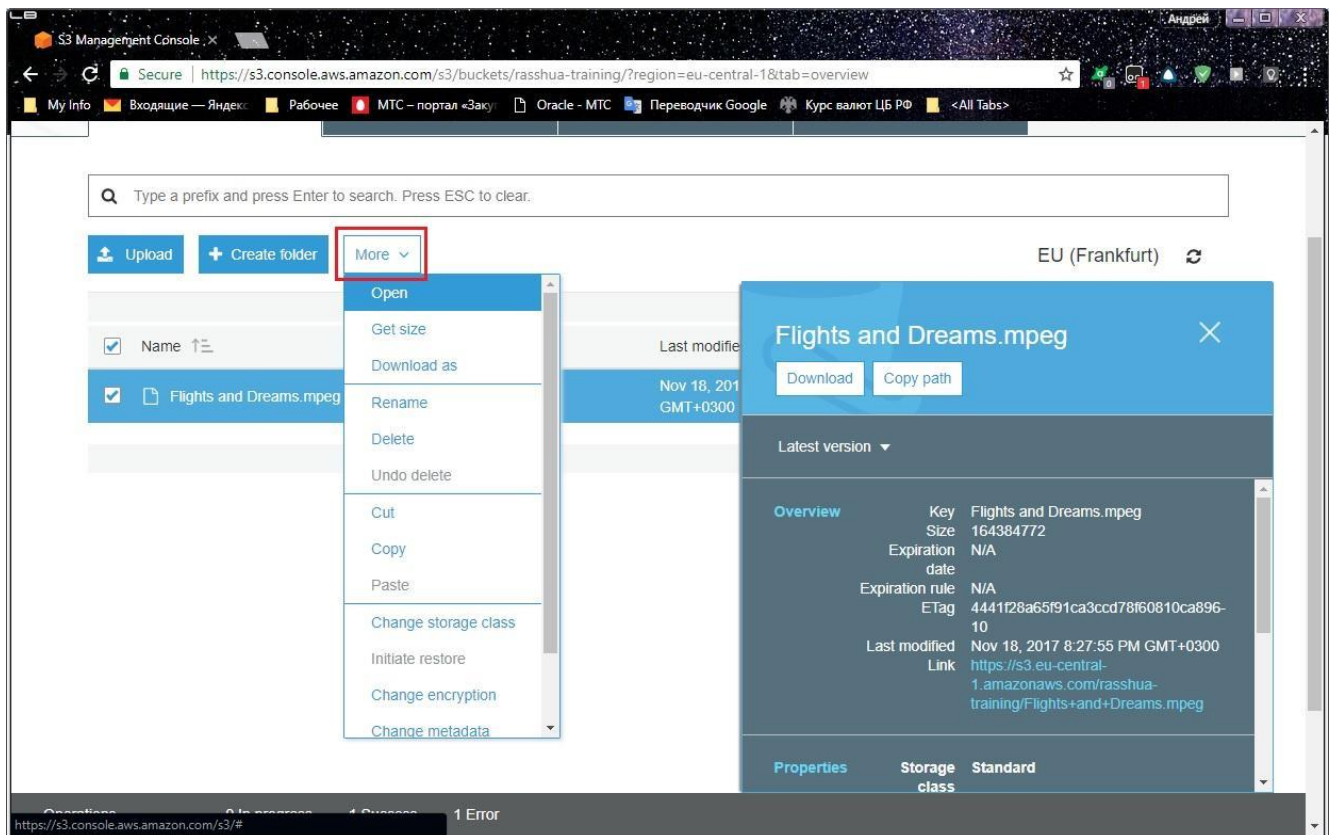 Андрей
S3 Management Console
Secure | https://s3.console.aws.amazon.com/s3/buckets/rasshua-training/?region=eu-central-1&tab=overview
My Info Входящие — Яндекс Рабочее МТС – портал «Заку Oracle - МТС Переводчик Google Курс валют ЦБ РФ <All Tabs>
Type a prefix and press Enter to search. Press ESC to clear.
Upload
Create folder
More
EU (Frankfurt)
Open
Get size
Download as
Rename
Delete
Undo delete
Cut
Copy
Paste
Change storage class
Initiate restore
Change encryption
Change metadata
Name
Last modifie
Flights and Dreams.mpeg
Nov 18, 201
GMT+0300
Flights and Dreams.mpeg
Download
Copy path
Latest version
Overview
Key Flights and Dreams.mpeg
Size 164384772
Expiration N/A
date
Expiration rule N/A
ETag 4441f28a65f91ca3ccd78f60810ca896-
10
Last modified Nov 18, 2017 8:27:55 PM GMT+0300
Link https://s3.eu-central-
1.amazonaws.com/rasshua-
training/Flights+and+Dreams.mpeg
Properties
Storage Standard
class
Operations 0 In progress 1 Success 1 Error
https://s3.console.aws.amazon.com/s3/#